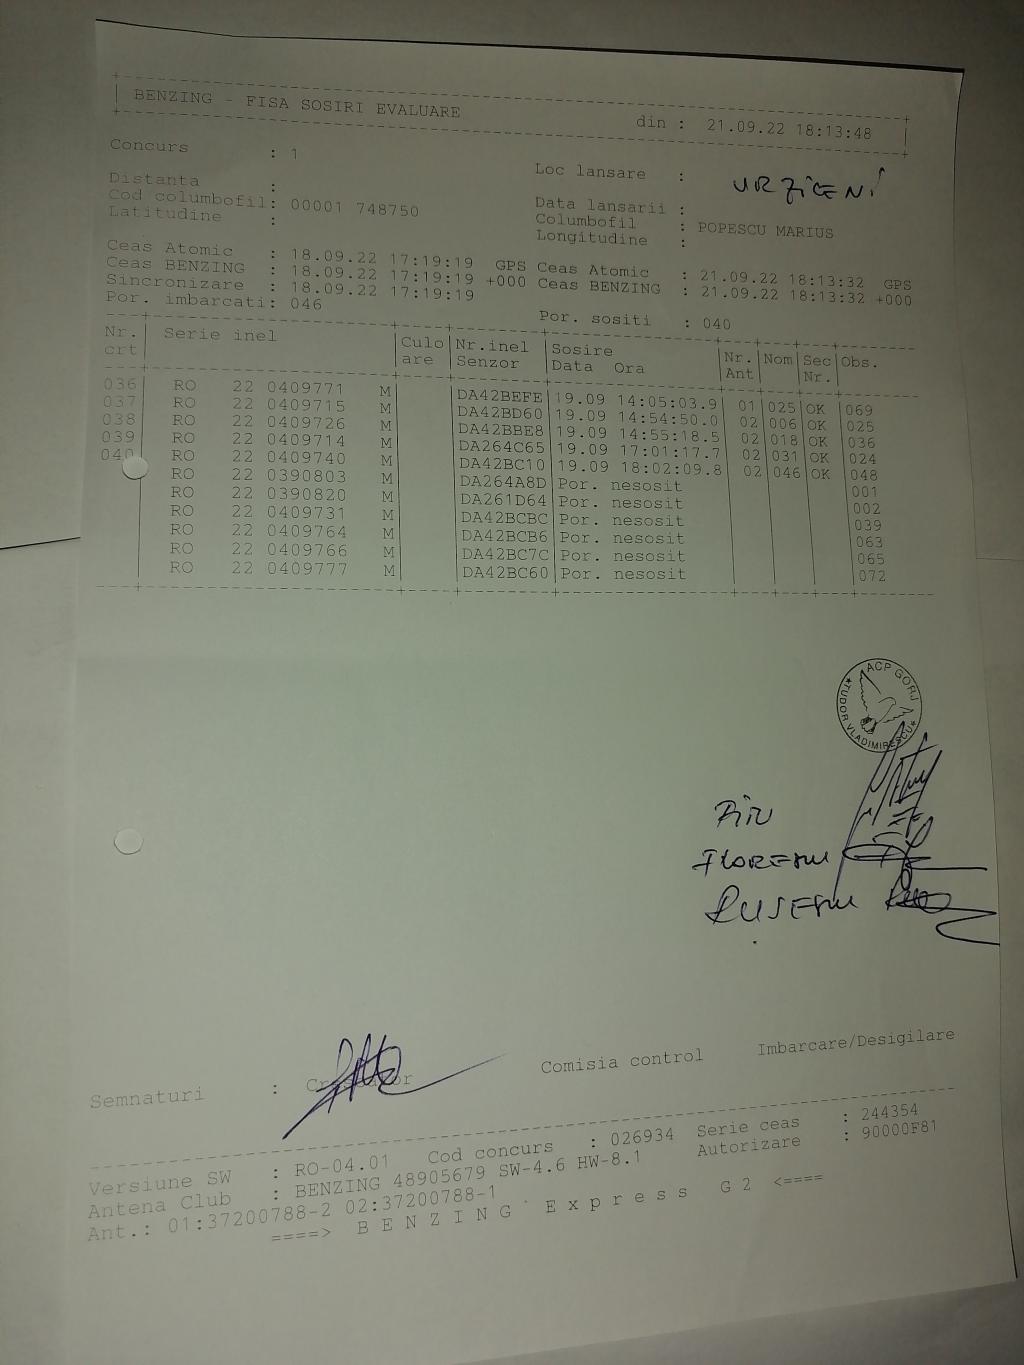 BENZING - FISA SOSIRI EVALUARE din : 21.09.22 18:13:48
Concurs : 1 Loc lansare : URZICENI
Distanta : Data lansarii :
Cod columbofil: 00001 748750 Columbofil : POPESCU MARIUS
Latitudine : Longitudine :
Ceas Atomic : 18.09.22 17:19:19 GPS Ceas Atomic : 21.09.22 18:13:32 GPS
Ceas BENZING : 18.09.22 17:19:19 +000 Ceas BENZING : 21.09.22 18:13:32 +000
Sincronizare : 18.09.22 17:19:19
Por. imbarcati: 046 Por. sositi : 040
Nr. Serie inel Culo Nr.inel Sosire Nr. Nom Sec Obs.
crt are Senzor Data Ora Ant Nr.
036 RO 22 0409771 M DA42BEFE 19.09 14:05:03.9 01 025 OK 069
037 RO 22 0409715 M DA42BD60 19.09 14:54:50.0 02 006 OK 025
038 RO 22 0409726 M DA42BBE8 19.09 14:55:18.5 02 018 OK 036
039 RO 22 0409714 M DA264C65 19.09 17:01:17.7 02 031 OK 024
040 RO 22 0409740 M DA42BC10 19.09 18:02:09.8 02 046 OK 048
RO 22 0390803 M DA264A8D Por. nesosit 001
RO 22 0390820 M DA261D64 Por. nesosit 002
RO 22 0409731 M DA42BCBC Por. nesosit 039
RO 22 0409764 M DA42BCB6 Por. nesosit 063
RO 22 0409766 M DA42BC7C Por. nesosit 065
RO 22 0409777 M DA42BC60 Por. nesosit 072
ACP GORJ
TUDOR VLADIMIRESCU
FLORESCU
RUSESCU
Semnaturi : Crescator Comisia control Imbarcare/Desigilare
Versiune SW : RO-04.01 Cod concurs : 026934 Serie ceas : 244354
Antena Club : BENZING 48905679 SW-4.6 HW-8.1 Autorizare : 90000F81
Ant.: 01:37200788-2 02:37200788-1
====> BENZING Express G2 <====